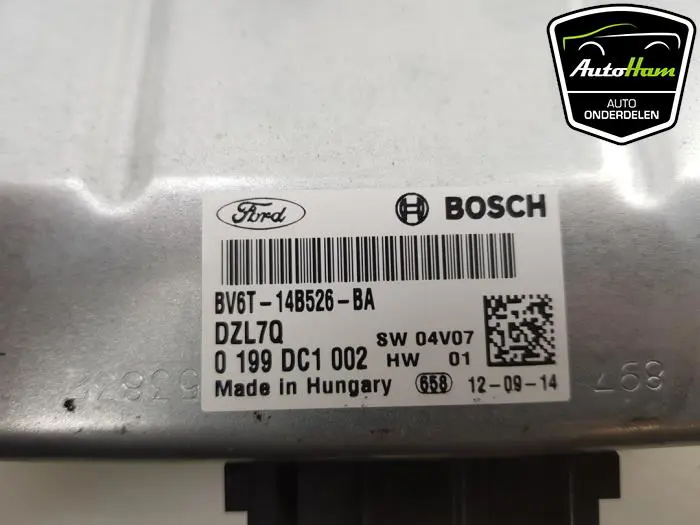 AutoHam
AUTO
ONDERDELEN
Ford
BOSCH
BV6T-14B526-BA
DZL7Q
SW 04V07
0 199 DC1 002
HW 01
Made in Hungary
658
12-09-14